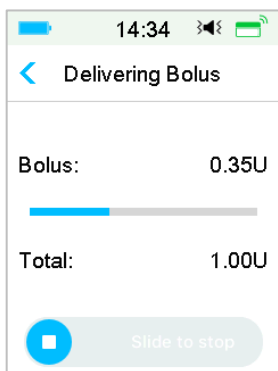 14:34
Delivering Bolus
Bolus: 0.35U
Total: 1.00U
Slide to stop